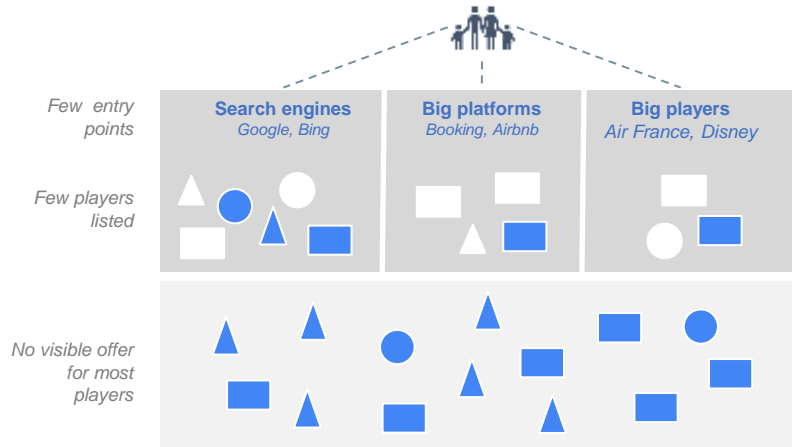 Few entry
points
Search engines
Google, Bing
Big platforms
Booking, Airbnb
Big players
Air France, Disney
Few players
listed
No visible offer
for most
players